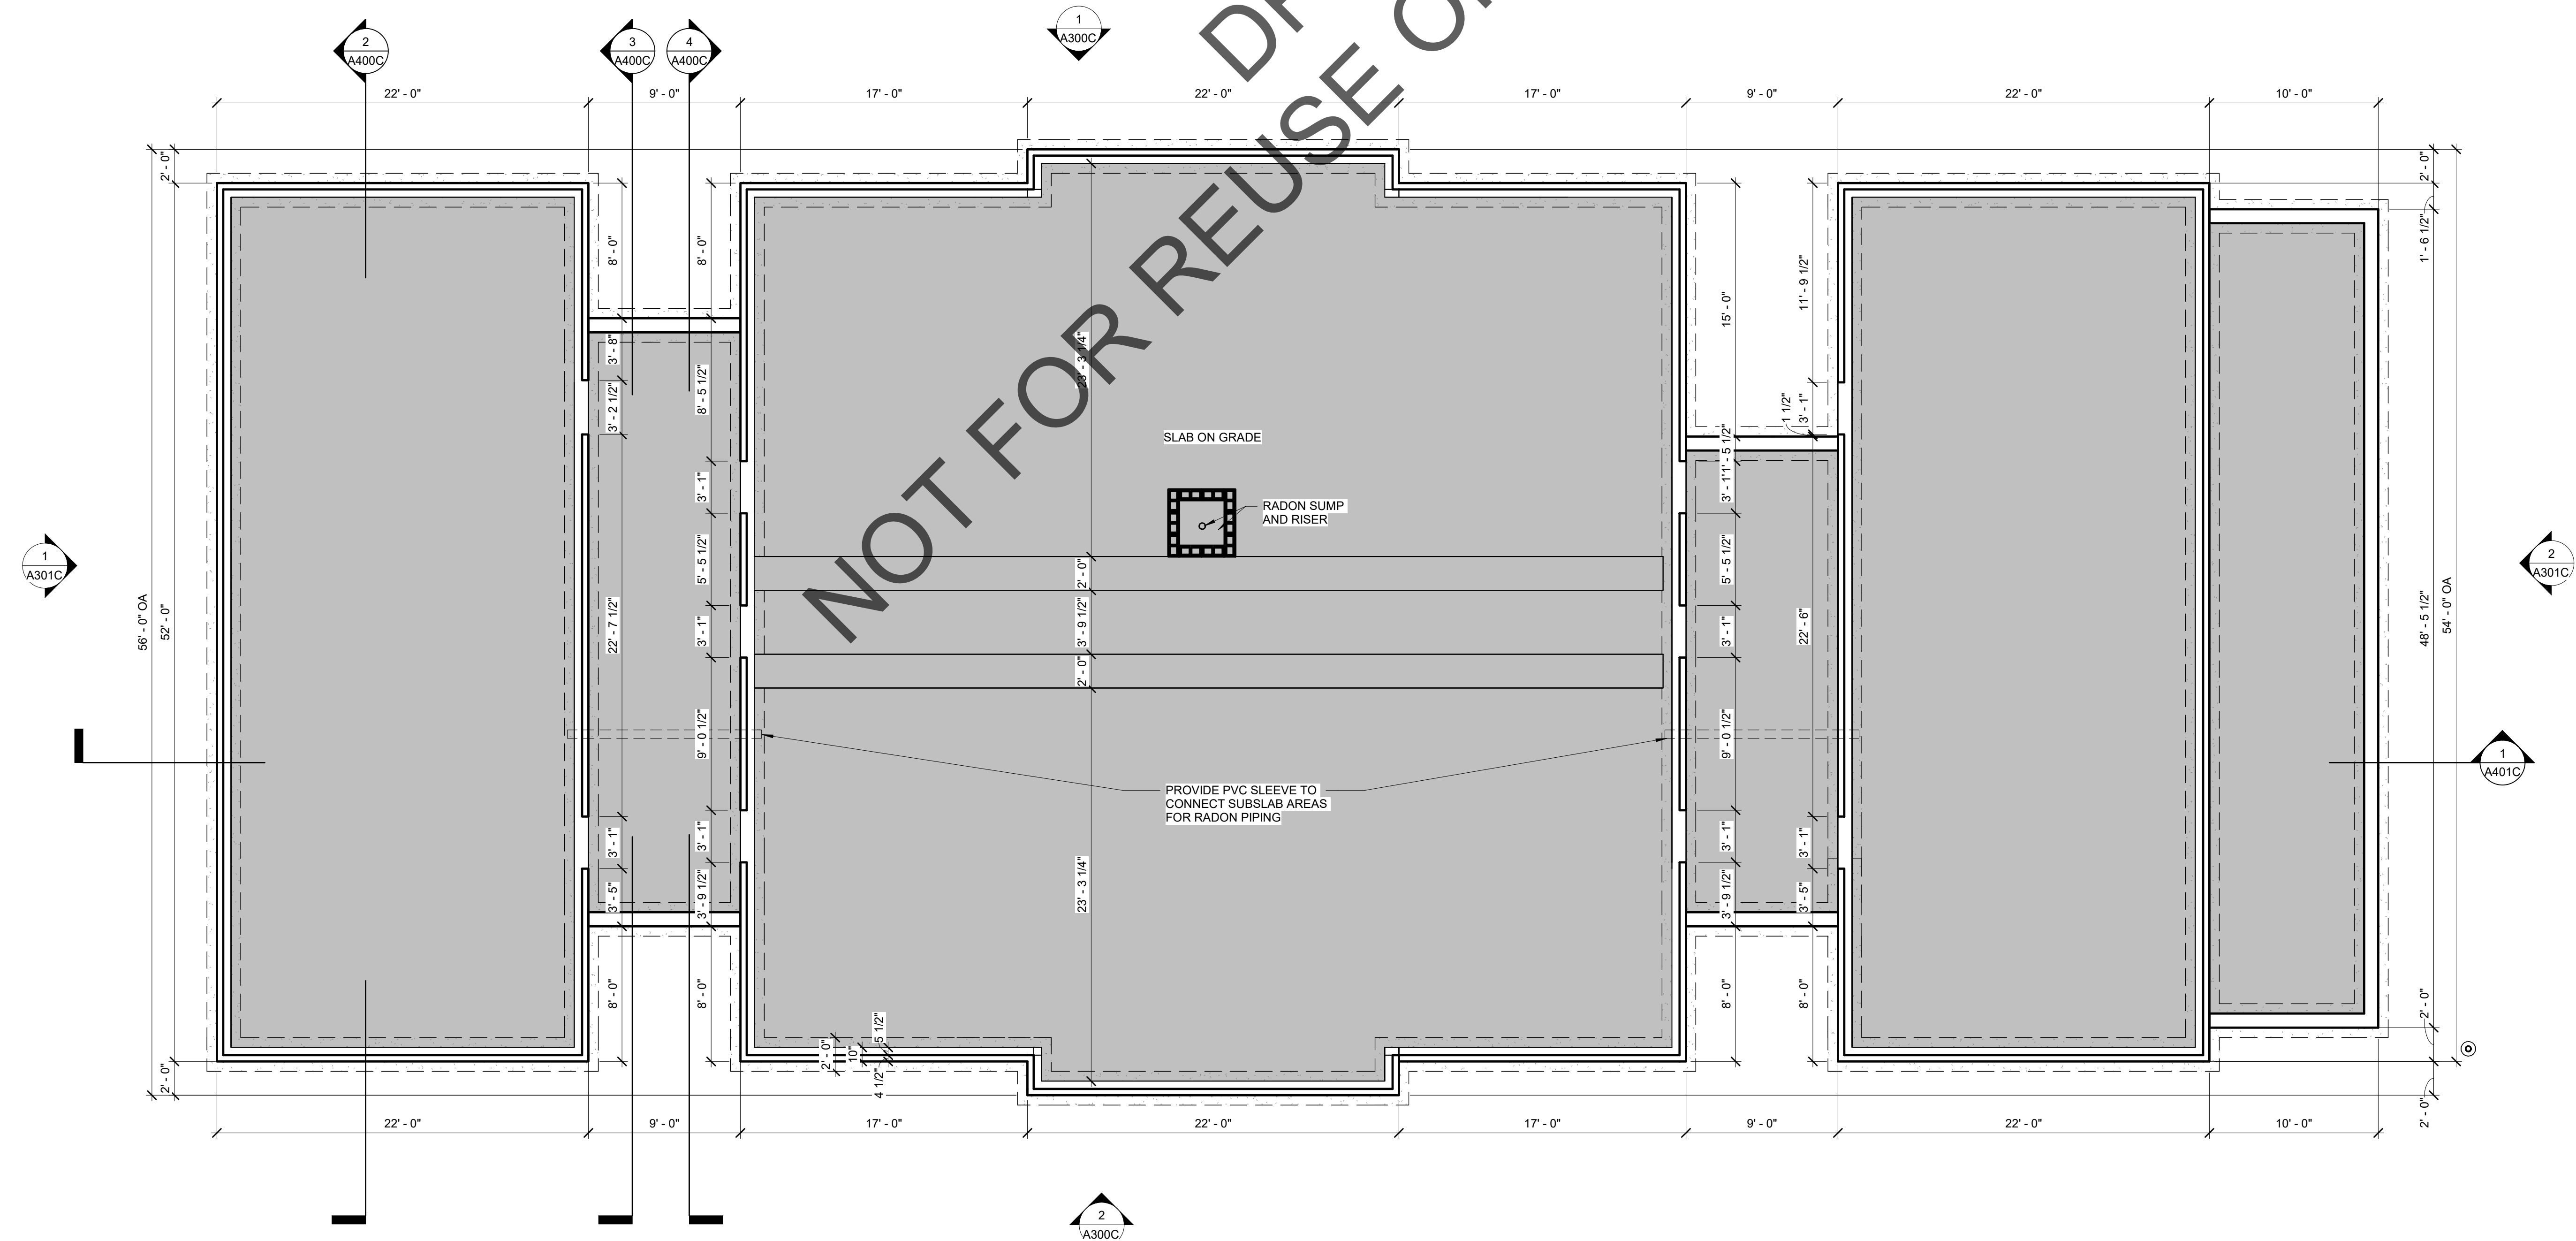 1
A300C
2
A400C
3
A400C
4
A400C
22' - 0"
9' - 0"
17' - 0"
22' - 0"
17' - 0"
9' - 0"
22' - 0"
10' - 0"
NOT FOR REUSE
2' - 0"
56' - 0" OA
52' - 0"
2' - 0"
8' - 0"
3' - 8"
3' - 2 1/2"
22' - 7 1/2"
3' - 1"
3' - 5"
8' - 0"
8' - 0"
8' - 5 1/2"
3' - 1"
5' - 5 1/2"
3' - 1"
9' - 0 1/2"
3' - 1"
3' - 9 1/2"
8' - 0"
23' - 3 1/4"
2' - 0"
3' - 9 1/2"
2' - 0"
23' - 3 1/4"
2' - 0"
10"
5 1/2"
4 1/2"
SLAB ON GRADE
RADON SUMP
AND RISER
PROVIDE PVC SLEEVE TO
CONNECT SUBSLAB AREAS
FOR RADON PIPING
15' - 0"
1' - 5 1/2"
3' - 1"
5' - 5 1/2"
3' - 1"
9' - 0 1/2"
3' - 1"
3' - 9 1/2"
8' - 0"
11' - 9 1/2"
3' - 1"
1 1/2"
22' - 6"
3' - 1"
3' - 5"
8' - 0"
2' - 0"
1' - 6 1/2"
48' - 5 1/2"
54' - 0" OA
2' - 0"
2' - 0"
1
A301C
2
A301C
1
A401C
22' - 0"
9' - 0"
17' - 0"
22' - 0"
17' - 0"
9' - 0"
22' - 0"
10' - 0"
2
A300C